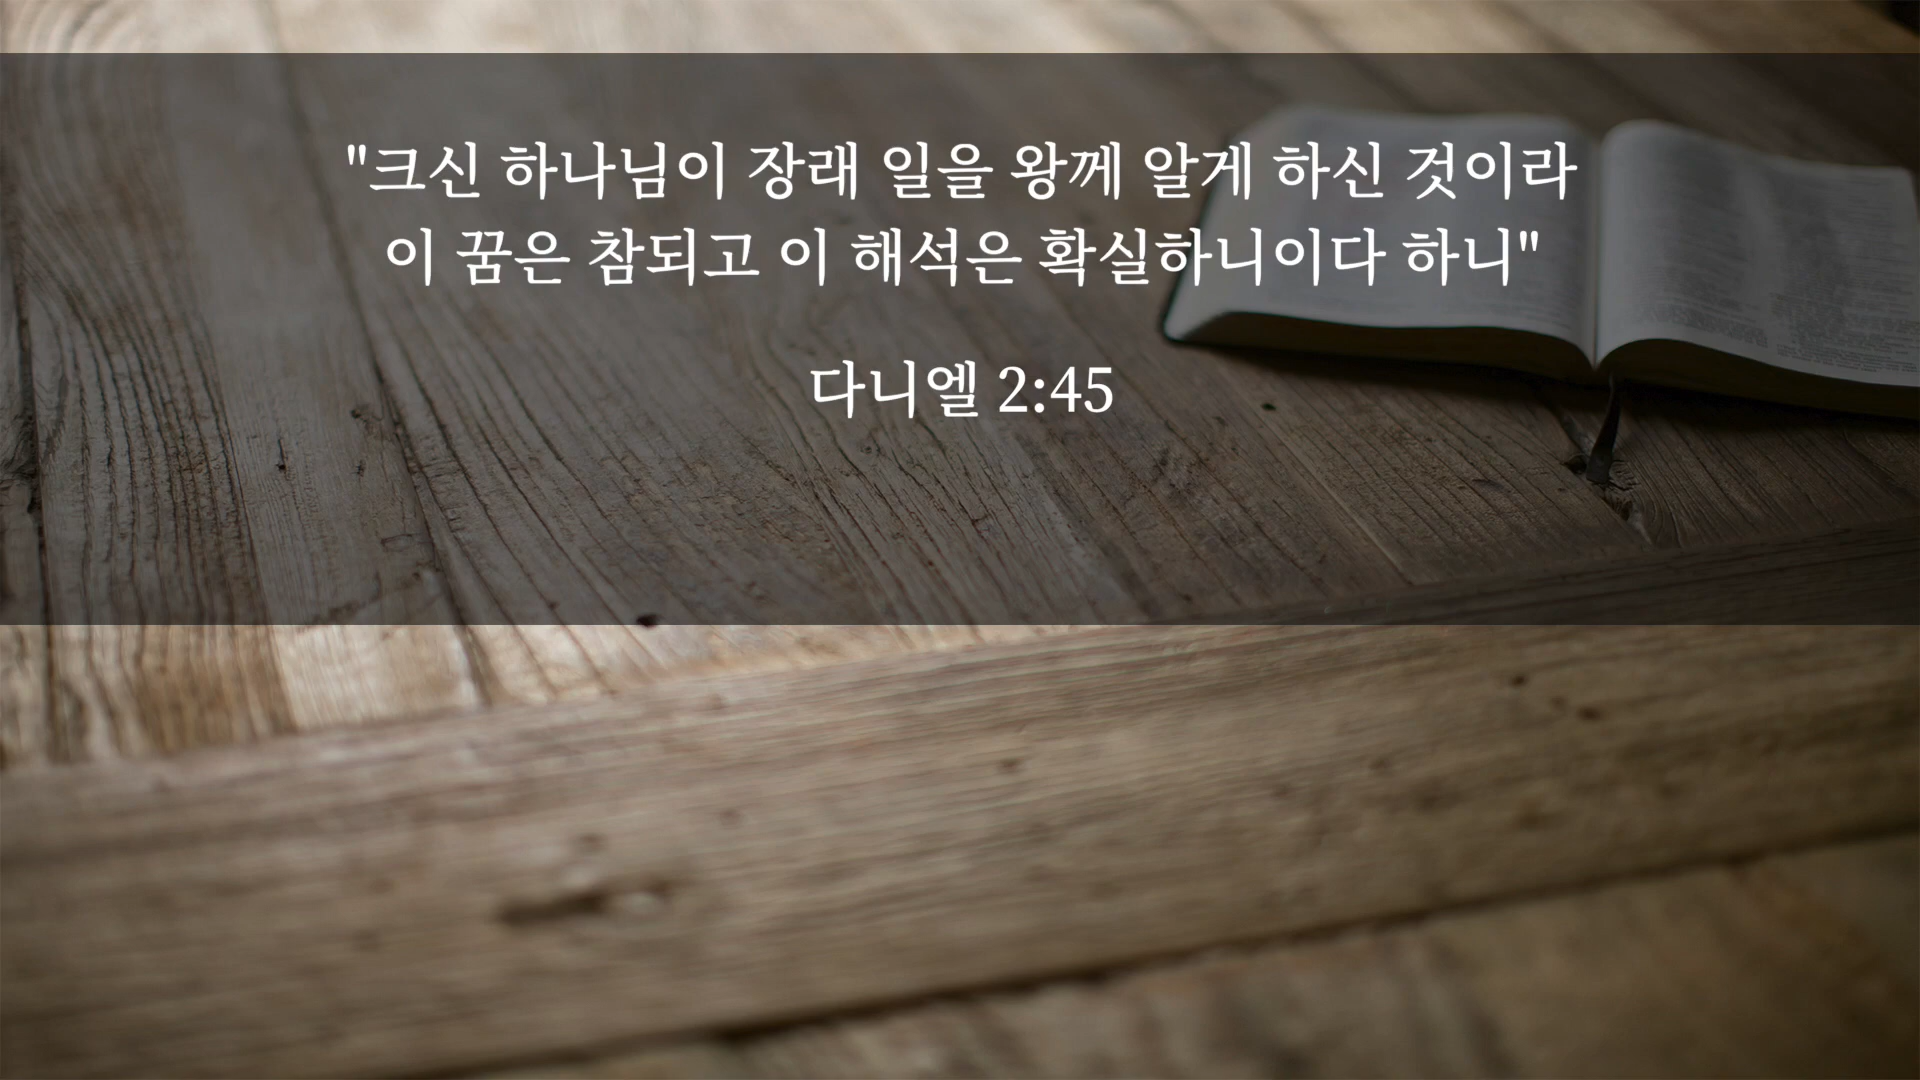 "크신 하나님이 장래 일을 왕께 알게 하신 것이라
이 꿈은 참되고 이 해석은 확실하니이다 하니"
다니엘 2:45